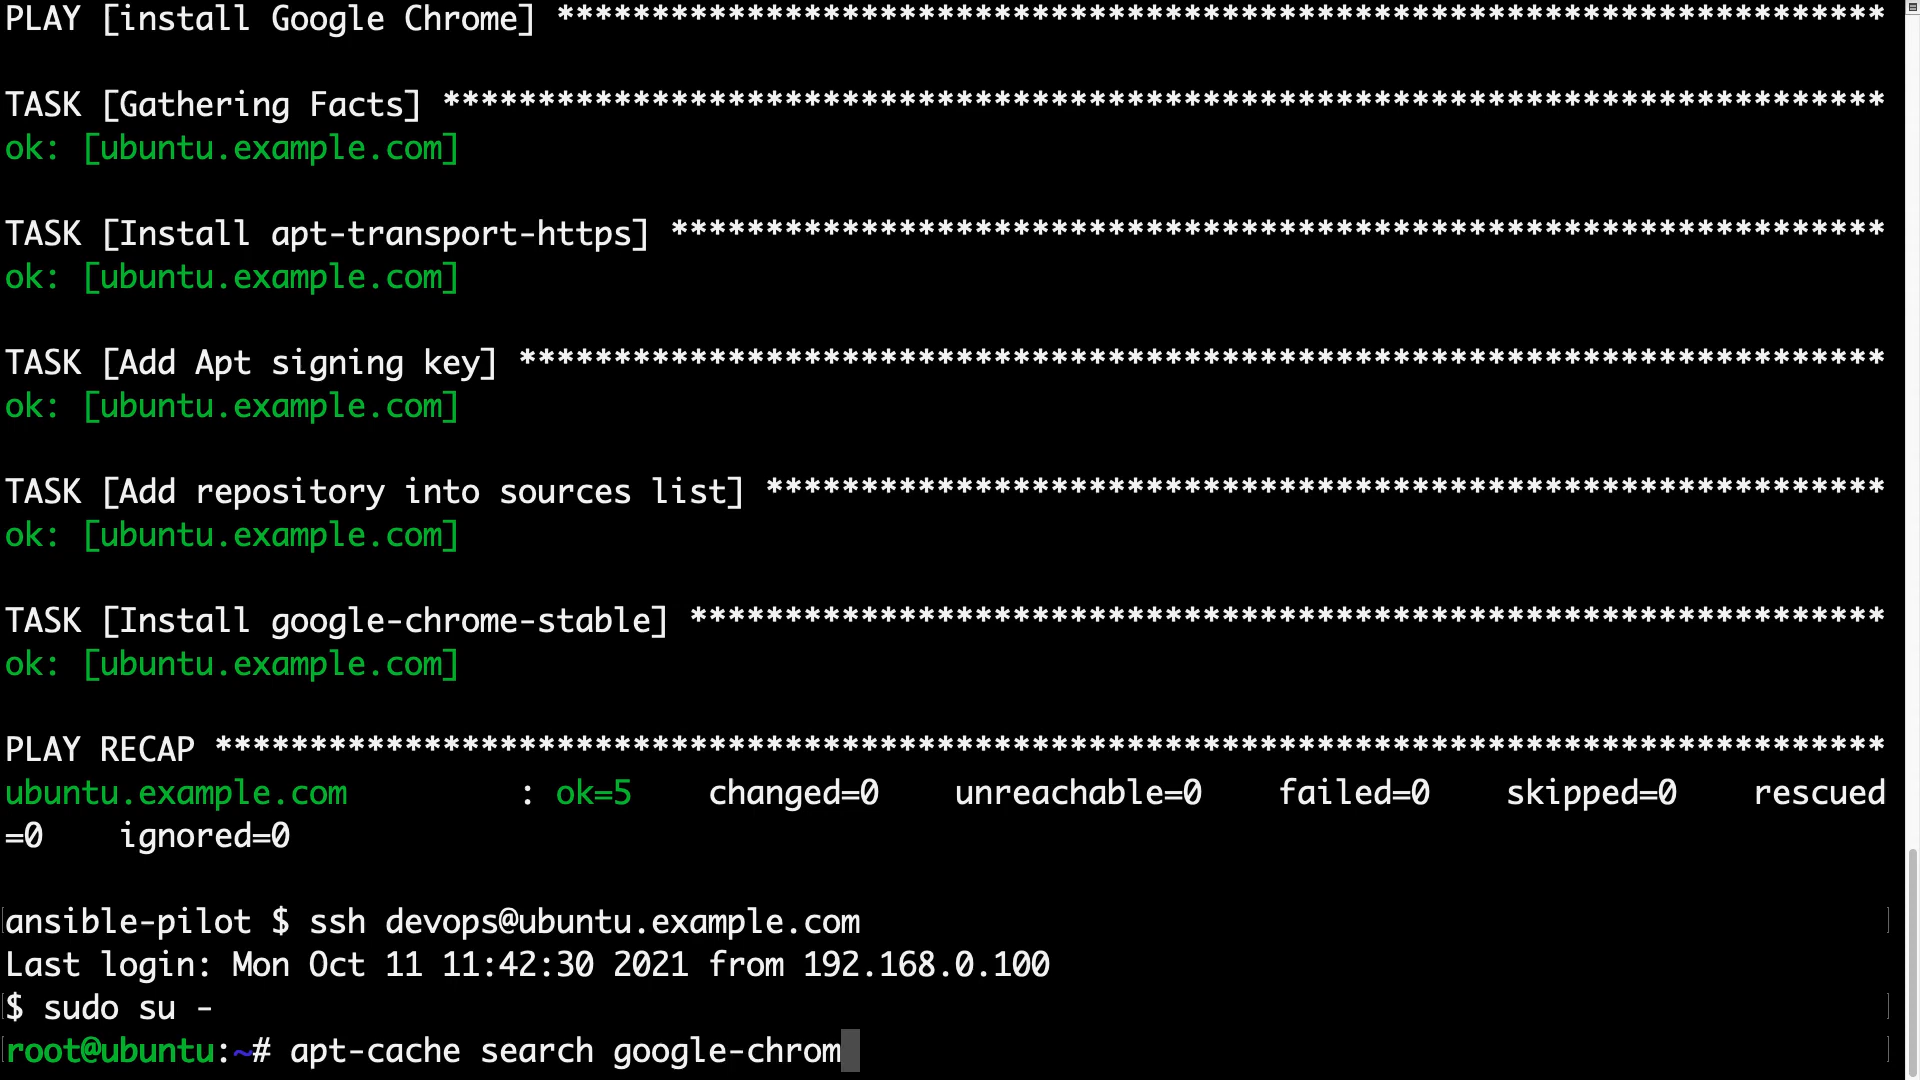 PLAY [install Google Chrome] **********************************************************************
TASK [Gathering Facts] ****************************************************************************
ok: [ubuntu.example.com]
TASK [Install apt-transport-https] ****************************************************************
ok: [ubuntu.example.com]
TASK [Add Apt signing key] ************************************************************************
ok: [ubuntu.example.com]
TASK [Add repository into sources list] ***********************************************************
ok: [ubuntu.example.com]
TASK [Install google-chrome-stable] ***************************************************************
ok: [ubuntu.example.com]
PLAY RECAP ****************************************************************************************
ubuntu.example.com         : ok=5    changed=0    unreachable=0    failed=0    skipped=0    rescued
=0    ignored=0
ansible-pilot $ ssh devops@ubuntu.example.com
Last login: Mon Oct 11 11:42:30 2021 from 192.168.0.100
$ sudo su -
root@ubuntu:~# apt-cache search google-chrom